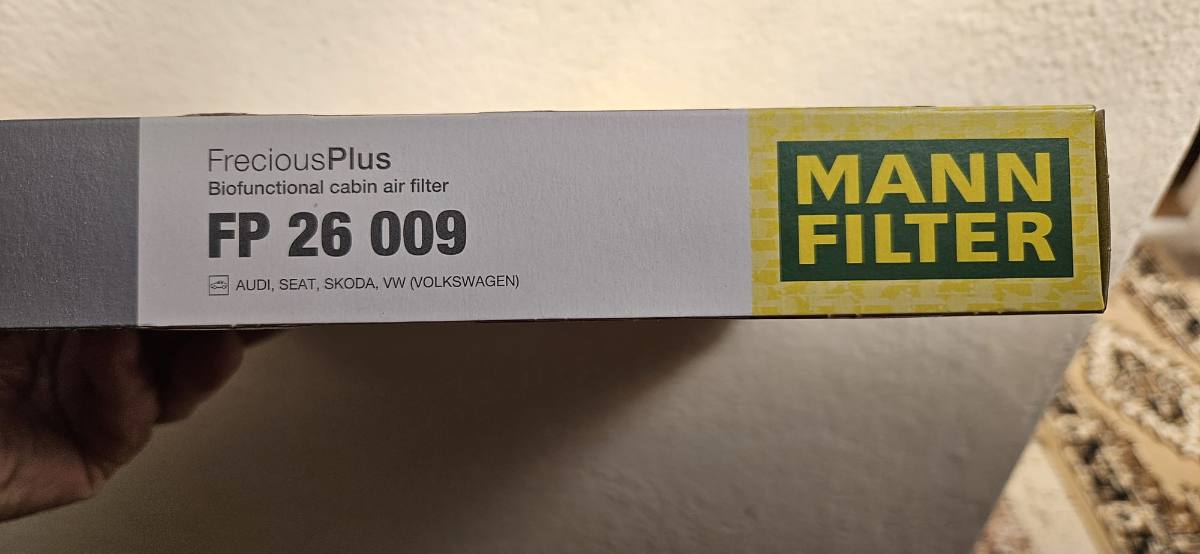 FreciousPlus
Biofunctional cabin air filter
FP 26 009
AUDI, SEAT, SKODA, VW (VOLKSWAGEN)
MANN
FILTER